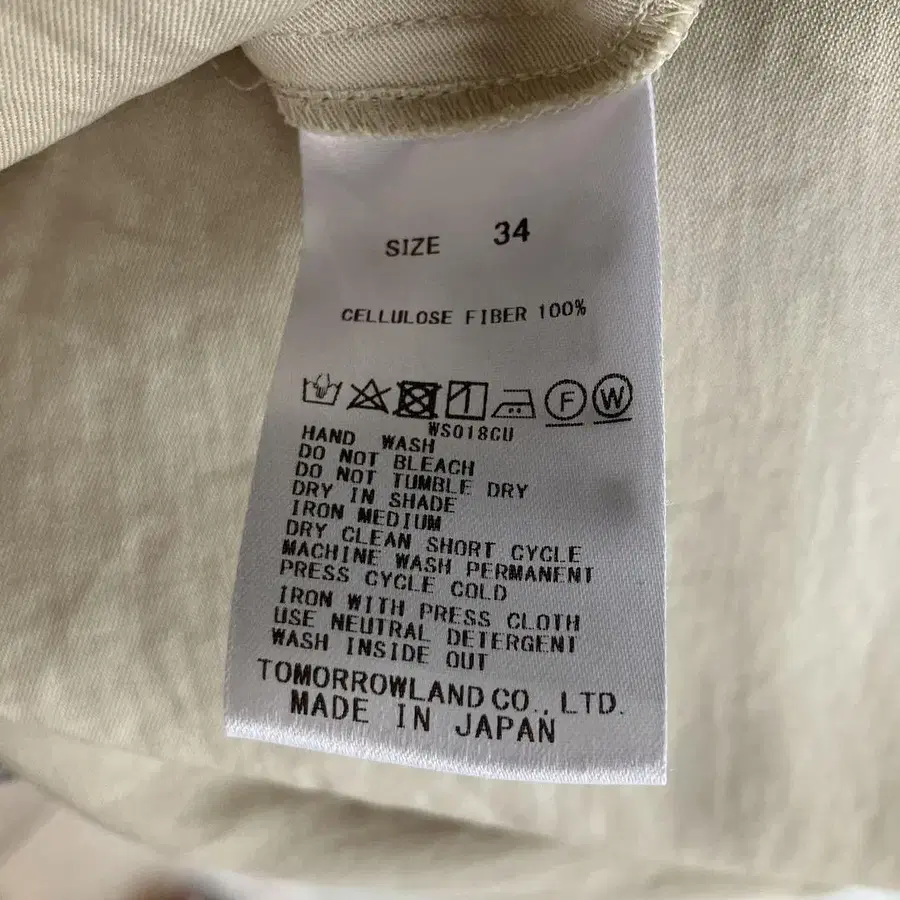 SIZE 34
CELLULOSE FIBER 100%
F W
WS018CU
HAND WASH
DO NOT BLEACH
DO NOT TUMBLE DRY
DRY IN SHADE
IRON MEDIUM
DRY CLEAN SHORT CYCLE
MACHINE WASH PERMANENT
PRESS CYCLE COLD
IRON WITH PRESS CLOTH
USE NEUTRAL DETERGENT
WASH INSIDE OUT
TOMORROWLAND CO., LTD.
MADE IN JAPAN